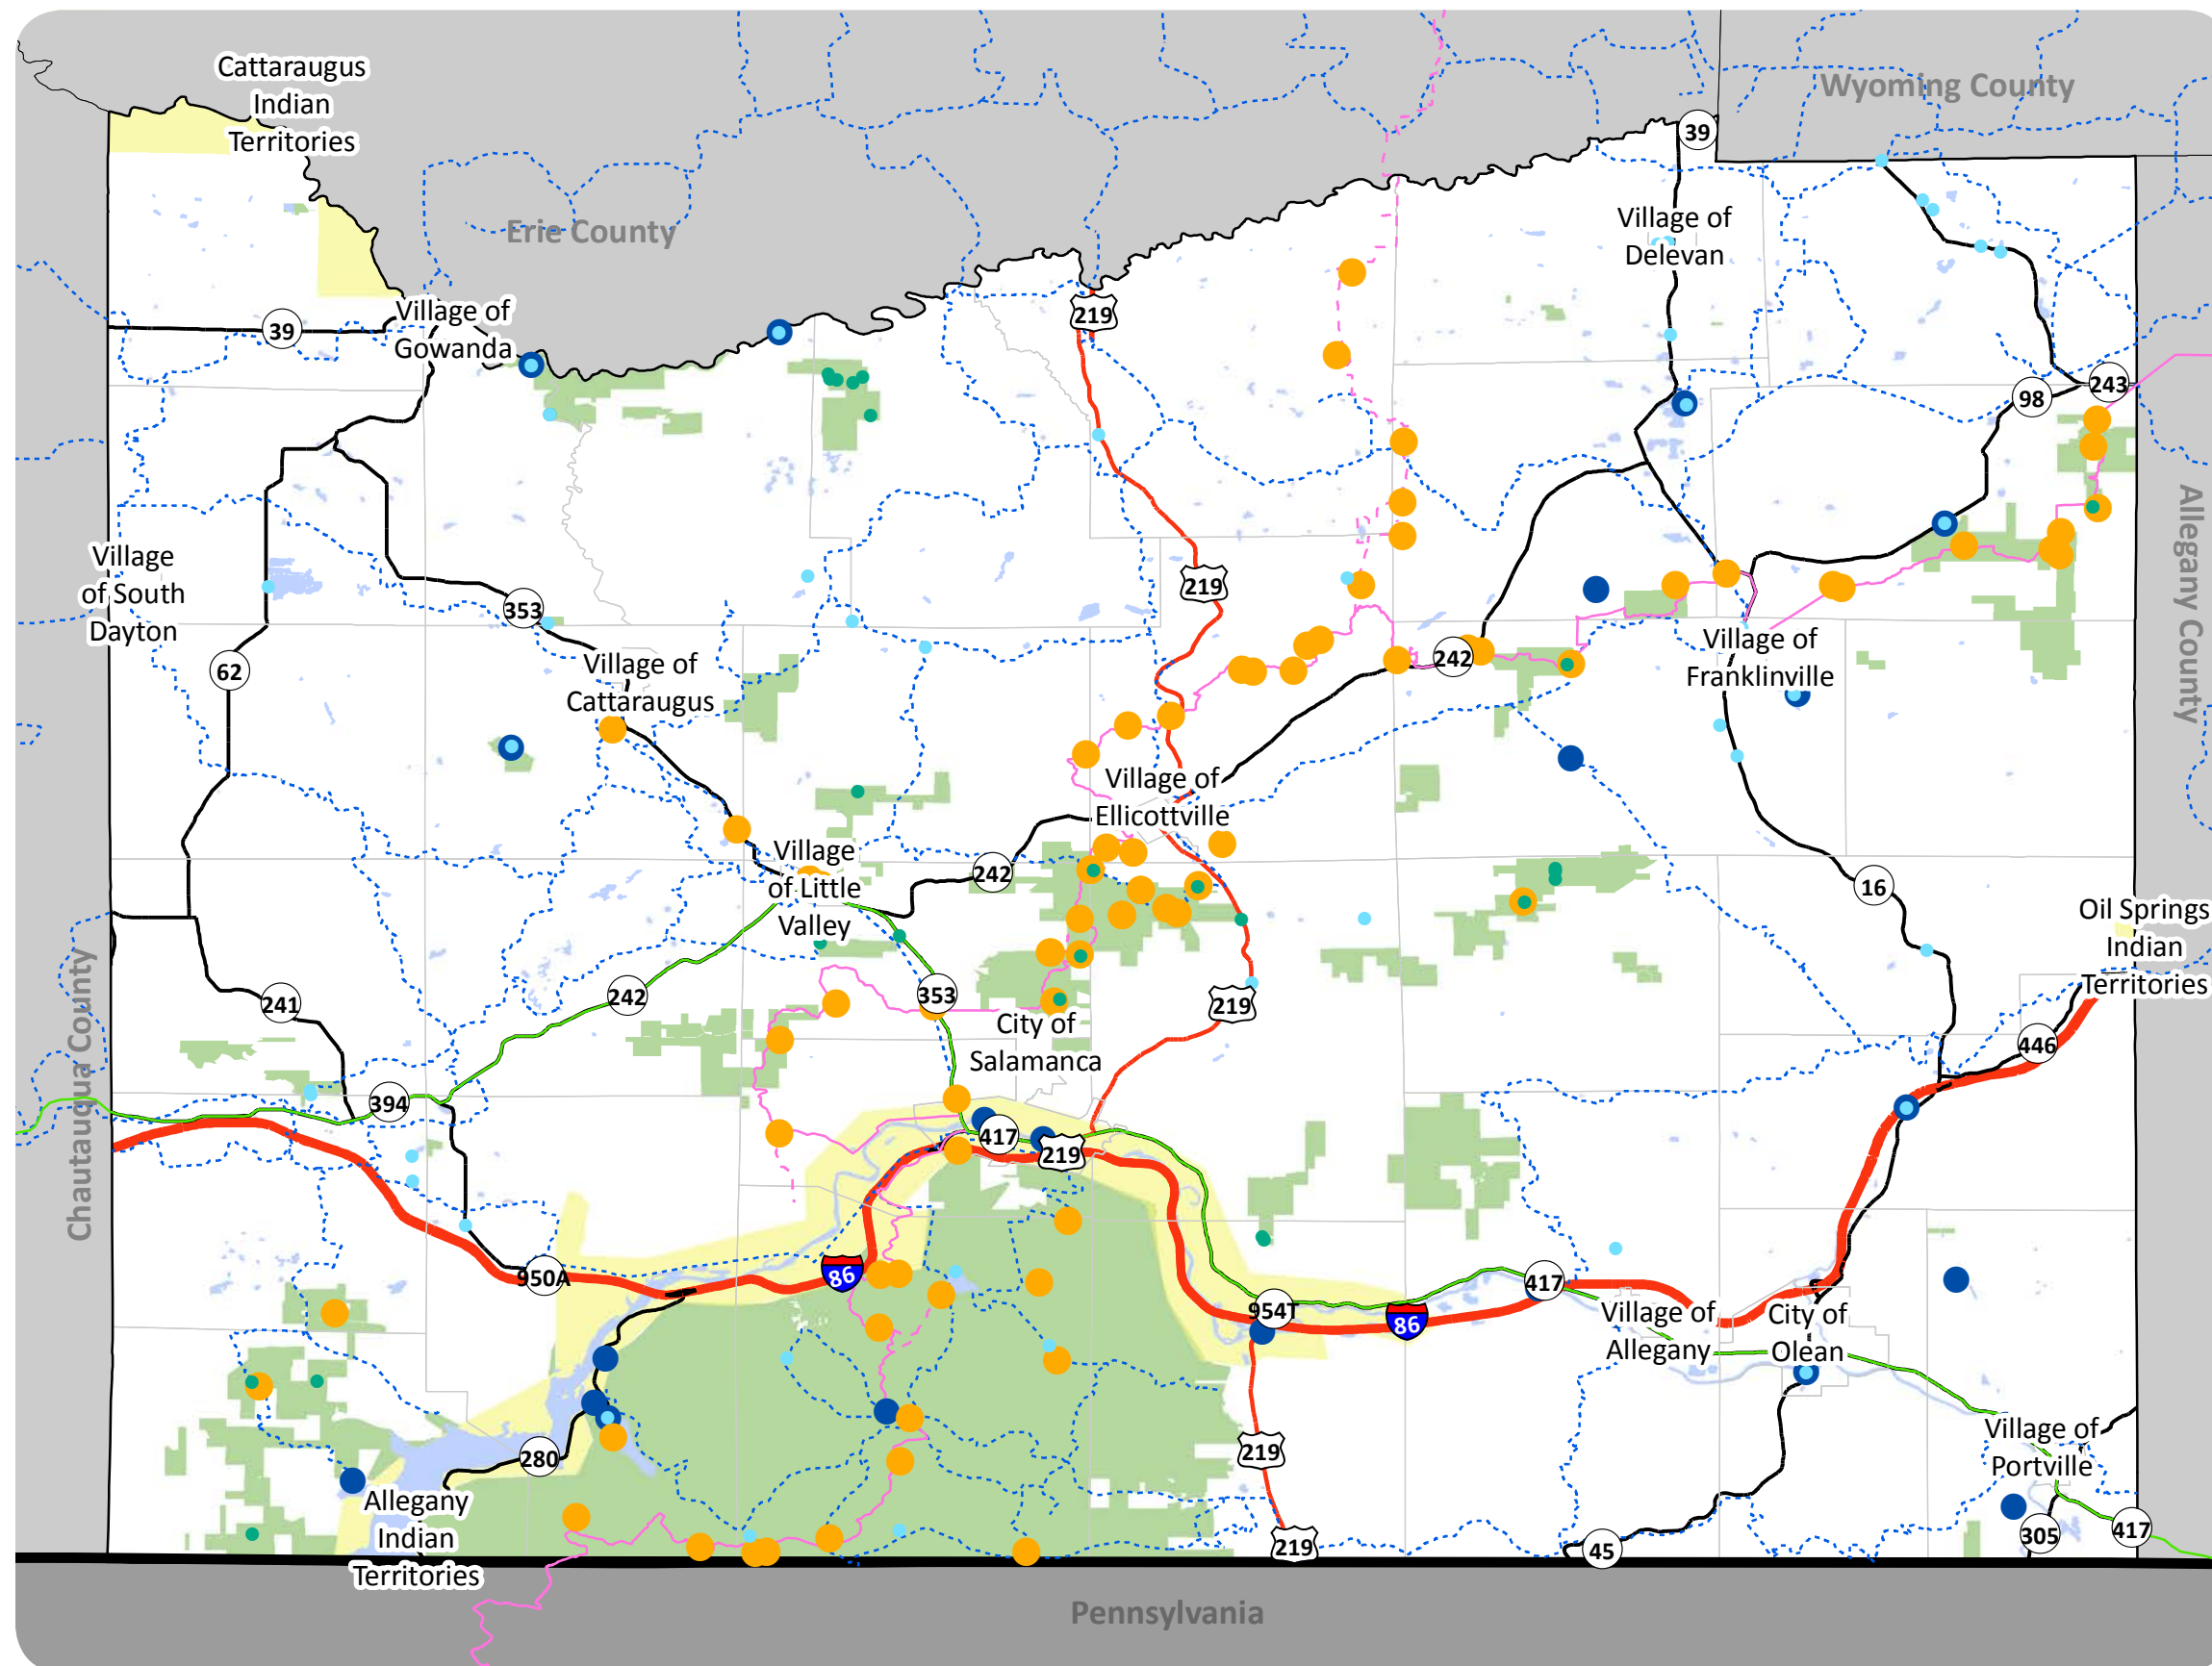 Cattaraugus
Indian
Territories
Wyoming County
39
Village of
Delevan
Erie County
219
Village of
Gowanda
39
243
98
Allegany County
Village
of South
Dayton
353
219
62
Village of
Cattaraugus
242
Village of
Franklinville
Village of
Ellicottville
Village
of Little
Valley
242
16
Oil Springs
Indian
Territories
Chautauqua County
241
242
353
219
City of
Salamanca
446
394
417
219
950A
86
417
954T
86
Village of
Allegany
City of
Olean
280
219
Village of
Portville
Allegany
Indian
Territories
219
45
305
417
Pennsylvania